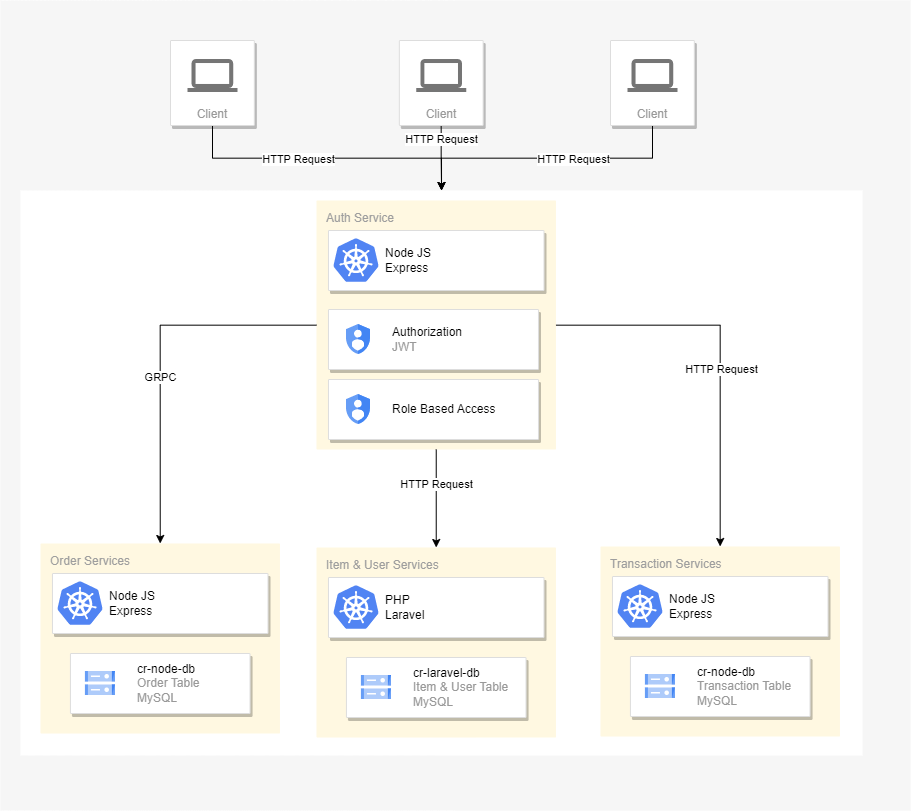 Client
Client
Client
HTTP Request
HTTP Request
HTTP Request
Auth Service
Node JS
Express
Authorization
JWT
Role Based Access
GRPC
HTTP Request
HTTP Request
Order Services
Node JS
Express
cr-node-db
Order Table
MySQL
Item & User Services
PHP
Laravel
cr-laravel-db
Item & User Table
MySQL
Transaction Services
Node JS
Express
cr-node-db
Transaction Table
MySQL